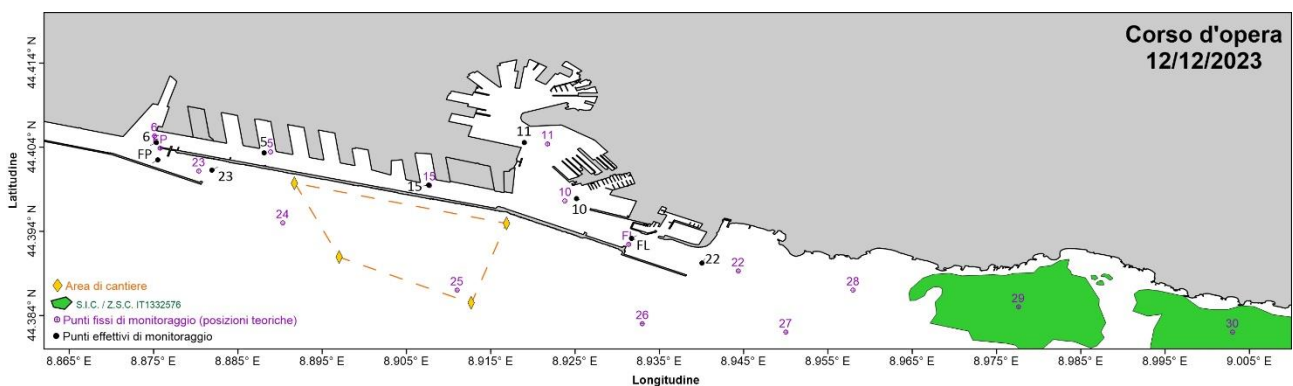 Corso d'opera
12/12/2023
44.414° N
44.404° N
44.394° N
44.384° N
Latitudine
6
6
FP
FP
23
23
5
5
15
15
11
11
10
10
FL
FL
22
22
24
25
26
27
28
29
30
Area di cantiere
S.I.C. / Z.S.C. IT1332576
Punti fissi di monitoraggio (posizioni teoriche)
Punti effettivi di monitoraggio
8.865° E 8.875° E 8.885° E 8.895° E 8.905° E 8.915° E 8.925° E 8.935° E 8.945° E 8.955° E 8.965° E 8.975° E 8.985° E 8.995° E 9.005° E
Longitudine